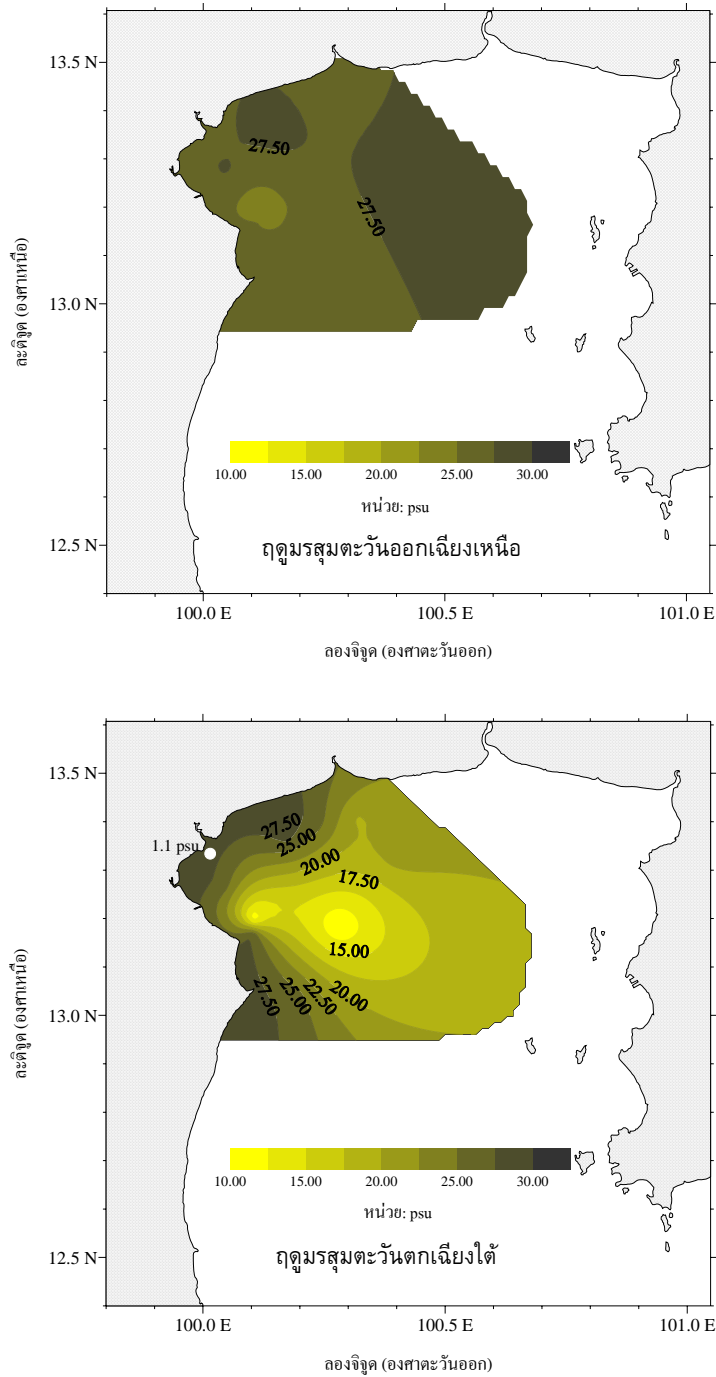 13.5 N
27.50
27.50
13.0 N
ละติจูด (องศาเหนือ)
10.00 15.00 20.00 25.00 30.00
หน่วย: psu
12.5 N
ฤดูมรสุมตะวันออกเฉียงเหนือ
100.0 E 100.5 E 101.0 E
ลองจิจูด (องศาตะวันออก)
13.5 N
1.1 psu
27.50
25.00
20.00
17.50
15.00
27.50
25.00
22.50
20.00
13.0 N
ละติจูด (องศาเหนือ)
10.00 15.00 20.00 25.00 30.00
หน่วย: psu
12.5 N
ฤดูมรสุมตะวันตกเฉียงใต้
100.0 E 100.5 E 101.0 E
ลองจิจูด (องศาตะวันออก)